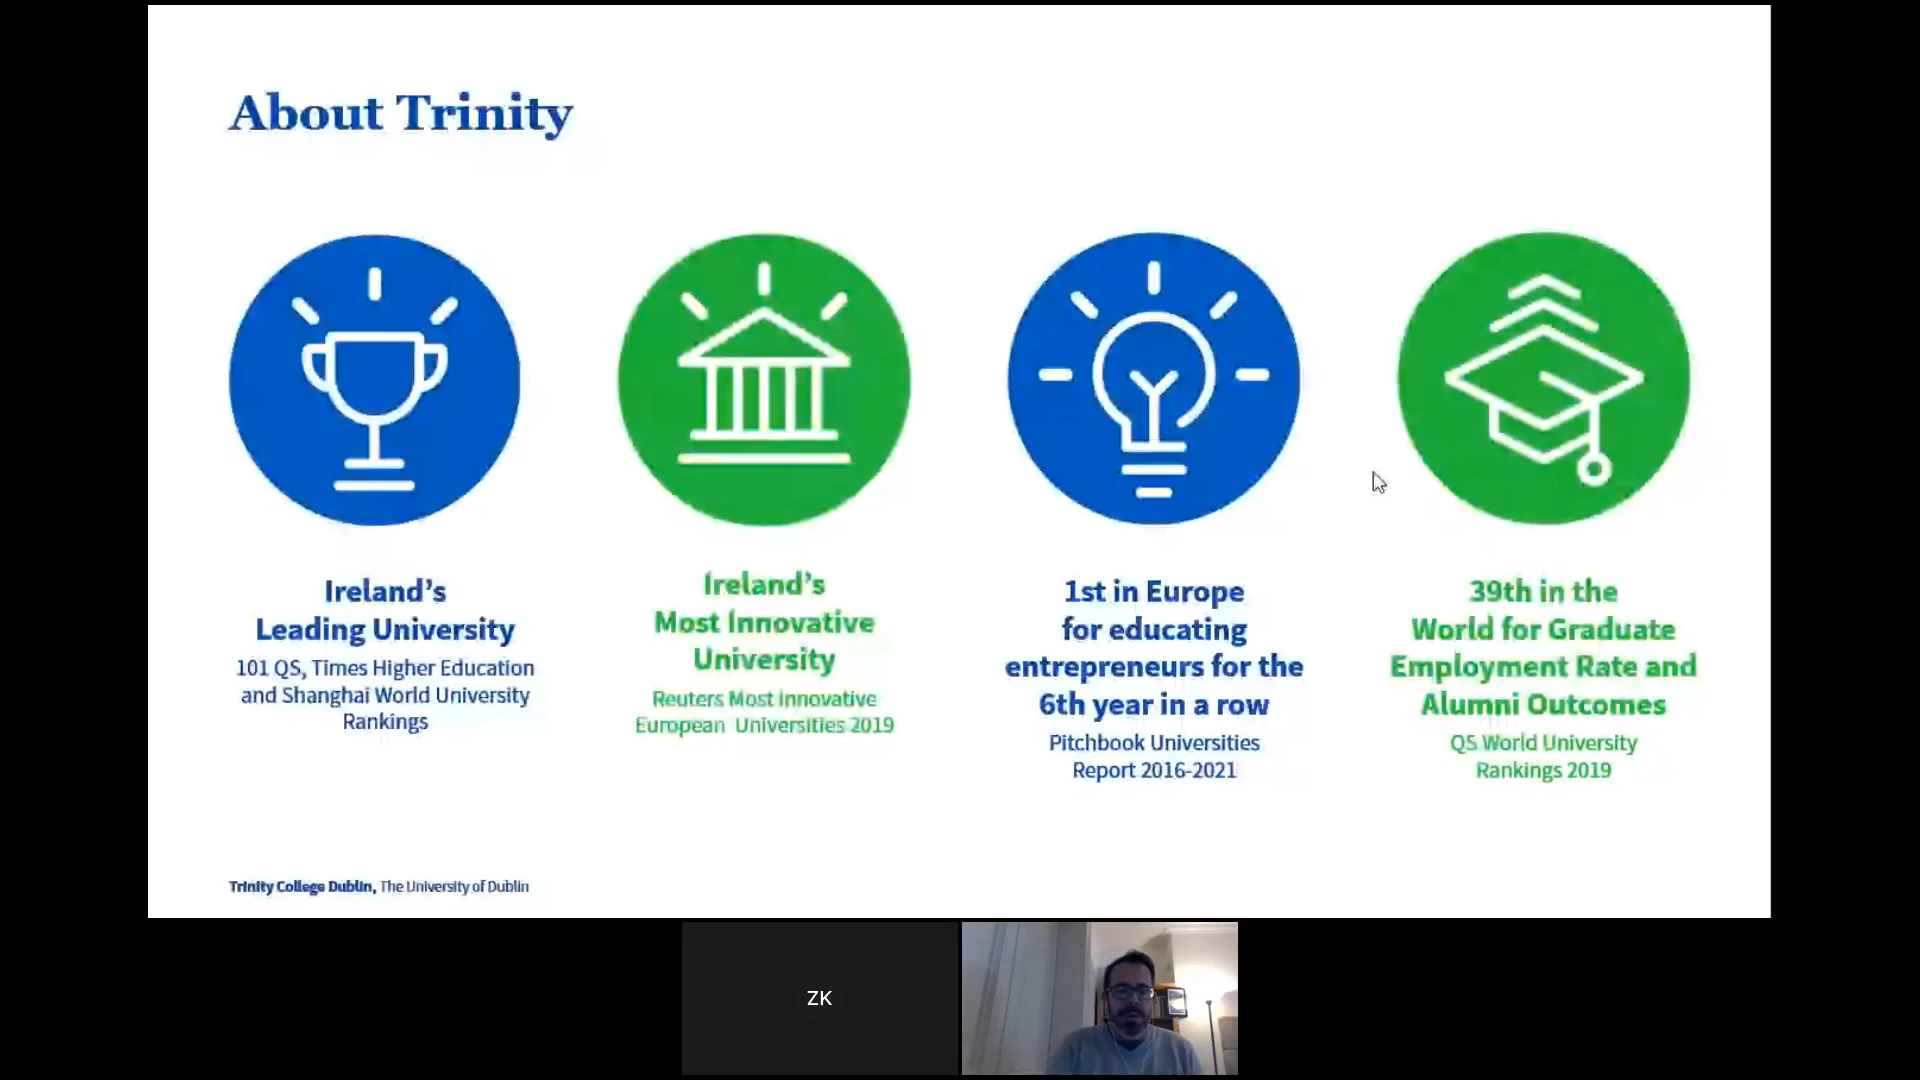 About Trinity
Ireland’s
Leading University
101 QS, Times Higher Education
and Shanghai World University
Rankings
Ireland’s
Most Innovative
University
Reuters Most Innovative
European Universities 2019
1st in Europe
for educating
entrepreneurs for the
6th year in a row
Pitchbook Universities
Report 2016-2021
39th in the
World for Graduate
Employment Rate and
Alumni Outcomes
QS World University
Rankings 2019
Trinity College Dublin, The University of Dublin
ZK